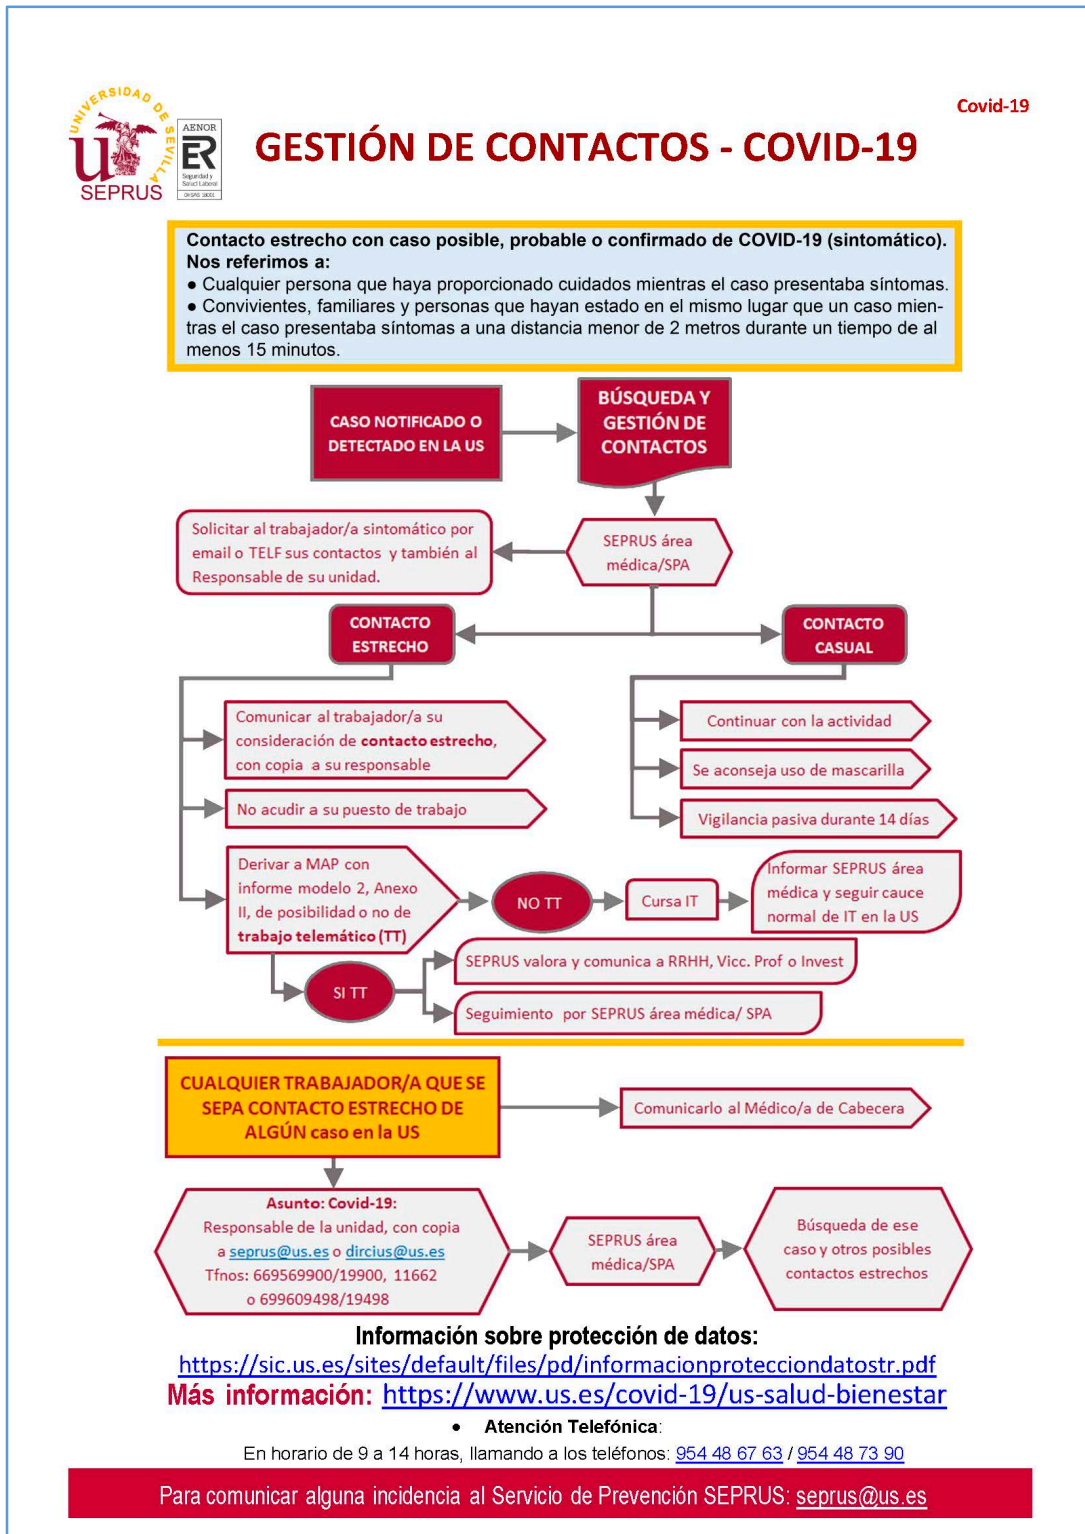 Covid-19
UNIVERSIDAD DE SEVILLA
US
SEPRUS
AENOR
ER
Seguridad y
Salud Laboral
OHSAS 18001
GESTIÓN DE CONTACTOS - COVID-19
Contacto estrecho con caso posible, probable o confirmado de COVID-19 (sintomático).
Nos referimos a:
● Cualquier persona que haya proporcionado cuidados mientras el caso presentaba síntomas.
● Convivientes, familiares y personas que hayan estado en el mismo lugar que un caso mien-
tras el caso presentaba síntomas a una distancia menor de 2 metros durante un tiempo de al
menos 15 minutos.
CASO NOTIFICADO O
DETECTADO EN LA US
BÚSQUEDA Y
GESTIÓN DE
CONTACTOS
Solicitar al trabajador/a sintomático por
email o TELF sus contactos y también al
Responsable de su unidad.
SEPRUS área
médica/SPA
CONTACTO
ESTRECHO
CONTACTO
CASUAL
Comunicar al trabajador/a su
consideración de contacto estrecho,
con copia a su responsable
No acudir a su puesto de trabajo
Derivar a MAP con
informe modelo 2, Anexo
II, de posibilidad o no de
trabajo telemático (TT)
Continuar con la actividad
Se aconseja uso de mascarilla
Vigilancia pasiva durante 14 días
NO TT
Cursa IT
Informar SEPRUS área
médica y seguir cauce
normal de IT en la US
SI TT
SEPRUS valora y comunica a RRHH, Vicc. Prof o Invest
Seguimiento por SEPRUS área médica/ SPA
CUALQUIER TRABAJADOR/A QUE SE
SEPA CONTACTO ESTRECHO DE
ALGÚN caso en la US
Comunicarlo al Médico/a de Cabecera
Asunto: Covid-19:
Responsable de la unidad, con copia
a seprus@us.es o dircius@us.es
Tfnos: 669569900/19900, 11662
o 699609498/19498
SEPRUS área
médica/SPA
Búsqueda de ese
caso y otros posibles
contactos estrechos
Información sobre protección de datos:
https://sic.us.es/sites/default/files/pd/informacionprotecciondatostr.pdf
Más información: https://www.us.es/covid-19/us-salud-bienestar
• Atención Telefónica:
En horario de 9 a 14 horas, llamando a los teléfonos: 954 48 67 63 / 954 48 73 90
Para comunicar alguna incidencia al Servicio de Prevención SEPRUS: seprus@us.es